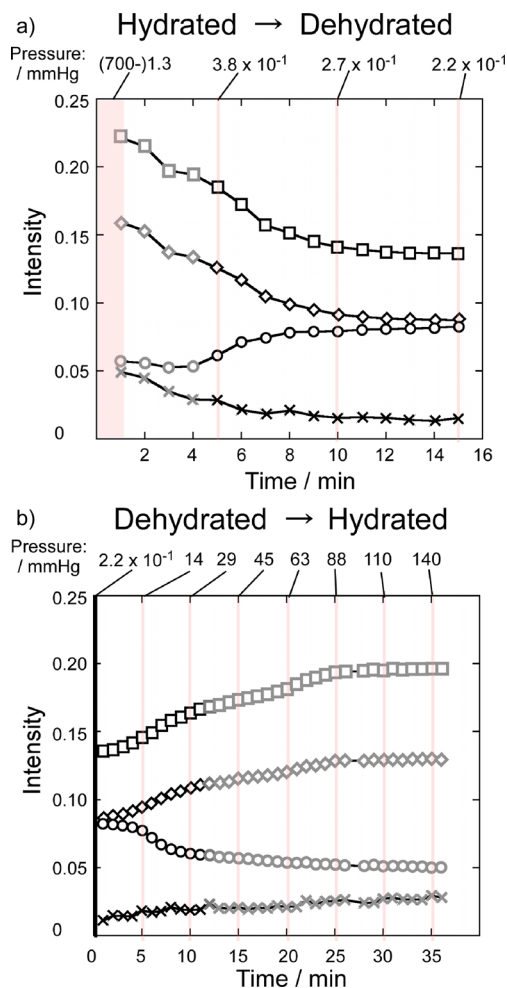 a) Hydrated → Dehydrated
Pressure: / mmHg (700-)1.3 3.8 x 10⁻¹ 2.7 x 10⁻¹ 2.2 x 10⁻¹
0.25
0.20
0.15
0.10
0.05
0
Intensity
2 4 6 8 10 12 14 16
Time / min
b) Dehydrated → Hydrated
Pressure: / mmHg 2.2 x 10⁻¹ 14 29 45 63 88 110 140
0.25
0.20
0.15
0.10
0.05
0
Intensity
0 5 10 15 20 25 30 35
Time / min